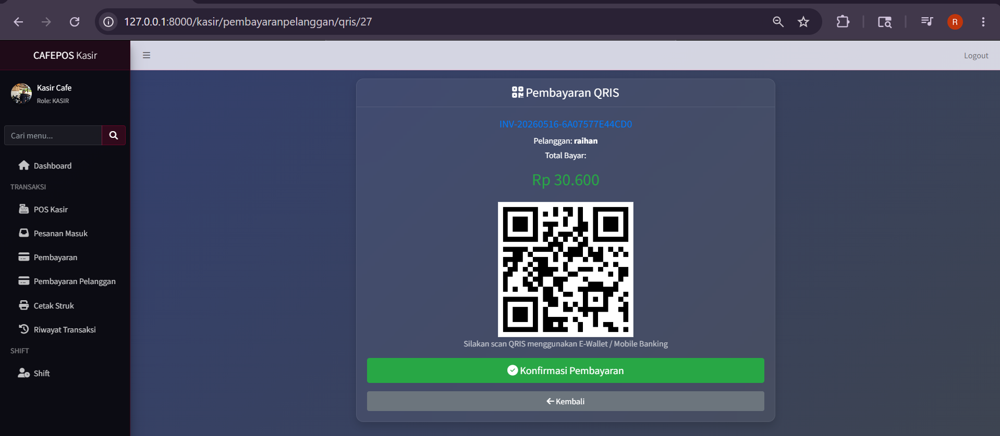 127.0.0.1:8000/kasir/pembayaranpelanggan/qris/27
R
CAFEPOS Kasir
Logout
Kasir Cafe
Role: KASIR
Cari menu...
Dashboard
TRANSAKSI
POS Kasir
Pesanan Masuk
Pembayaran
Pembayaran Pelanggan
Cetak Struk
Riwayat Transaksi
SHIFT
Shift
Pembayaran QRIS
INV-20260516-6A07577E44CD0
Pelanggan: raihan
Total Bayar:
Rp 30.600
Silakan scan QRIS menggunakan E-Wallet / Mobile Banking
Konfirmasi Pembayaran
Kembali